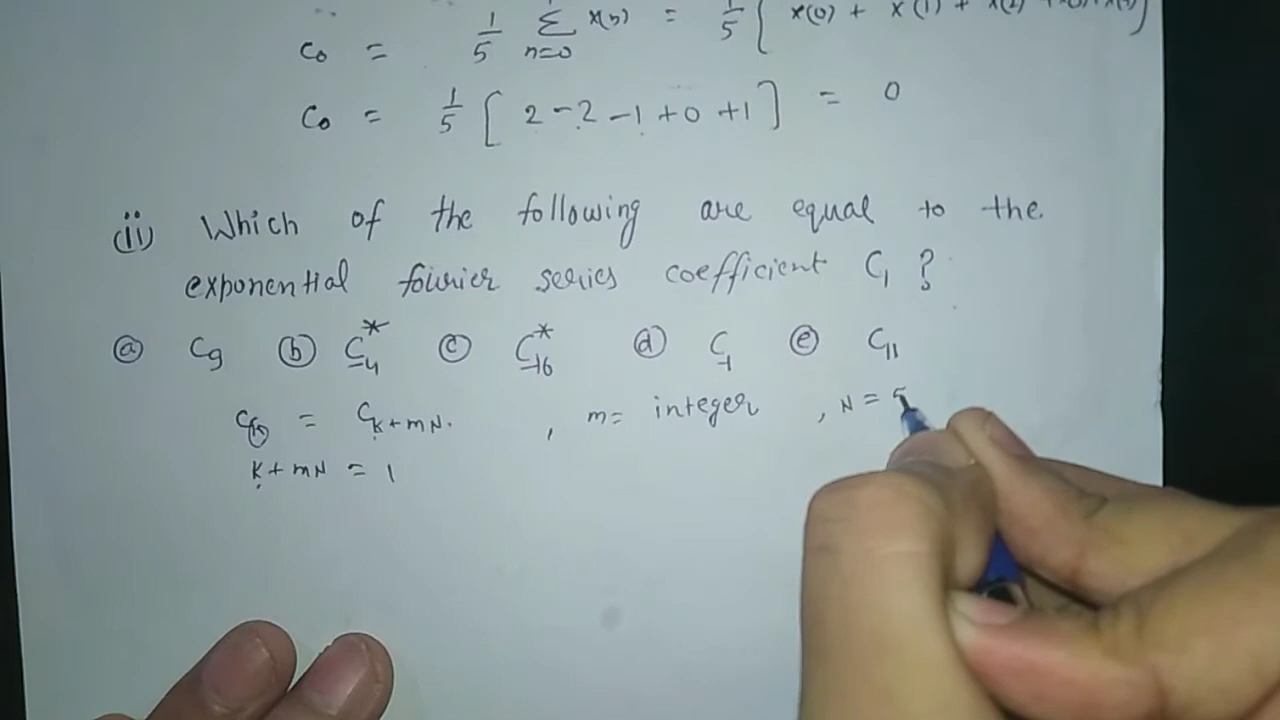 C₀ = 1/5 Σ n=0 x(n) = 1/5 [ x(0) + x(1) + x(2) +
C₀ = 1/5 [ 2 -2 -1 +0 +1 ] = 0
(ii) Which of the following are equal to the
exponential fourier series coefficient C₁ ?
ⓐ C₉ ⓑ C₋₄* ⓒ C₋₁₆* ⓓ C₋₁ ⓔ C₁₁
= C_{k+mN}. , m= integer , N = 5
k+mN = 1